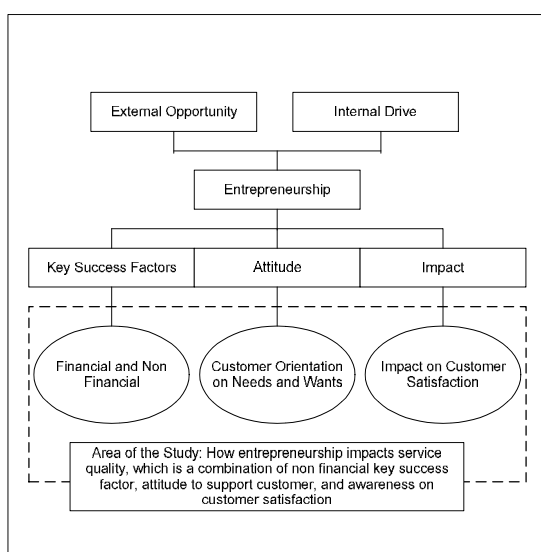 External Opportunity
Internal Drive
Entrepreneurship
Key Success Factors
Attitude
Impact
Financial and Non
Financial
Customer Orientation
on Needs and Wants
Impact on Customer
Satisfaction
Area of the Study: How entrepreneurship impacts service
quality, which is a combination of non financial key success
factor, attitude to support customer, and awareness on
customer satisfaction